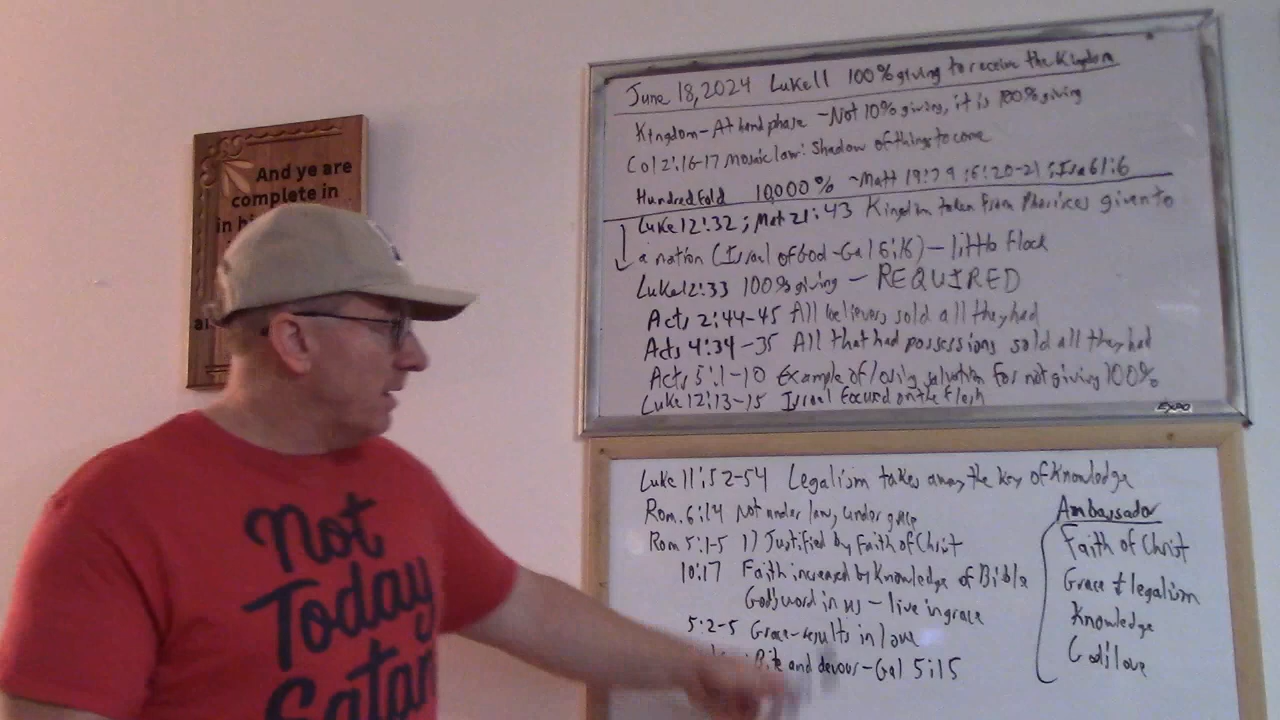 And ye are
complete in
in hi
June 18, 2024 Luke 11 100% giving to receive the Kingdom
Kingdom - At hand phase ~ Not 10% giving, it is 100% giving
Col 2:16-17 Mosaic law: Shadow of things to come
Hundredfold 10,000% ~Matt 19:29; 6:20-21; Isa 61:6
Luke 12:32; Mat 21:43 Kingdom taken from Pharisees given to
a nation (Israel of God - Gal 6:16) - little flock
Luke 12:33 100% giving - REQUIRED
Acts 2:44-45 All believers sold all they had
Acts 4:34-35 All that had possessions sold all they had
Acts 5:1-10 Example of losing salvation for not giving 100%
Luke 12:13-15 Israel focused on the flesh
EXPO
Luke 11:52-54 Legalism takes away the key of knowledge
Rom. 6:14 Not under law, under grace
Rom 5:1-5 1) Justified by Faith of Christ
10:17 Faith increased by knowledge of Bible
God's word in us - live in grace
5:2-5 Grace - results in love
Bite and devour - Gal 5:15
Ambassador
Faith of Christ
Grace ≠ legalism
Knowledge
God's love
Not
Today
Satan